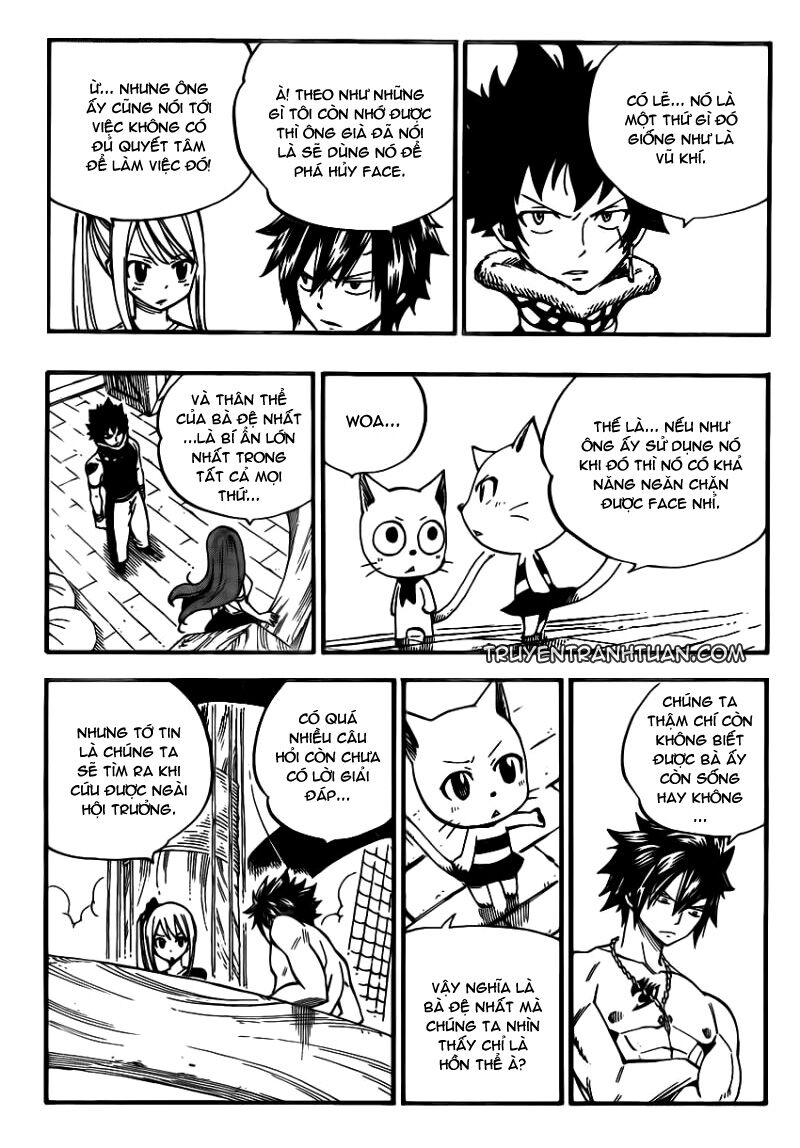 CÓ LẼ... NÓ LÀ
MỘT THỨ GÌ ĐÓ
GIỐNG NHƯ LÀ
VŨ KHÍ.
À! THEO NHƯ NHỮNG
GÌ TÔI CÒN NHỚ ĐƯỢC
THÌ ÔNG GIÀ ĐÃ NÓI
LÀ SẼ DÙNG NÓ ĐỂ
PHÁ HỦY FACE.
Ừ... NHƯNG ÔNG
ẤY CŨNG NÓI TỚI
VIỆC KHÔNG CÓ
ĐỦ QUYẾT TÂM
ĐỂ LÀM VIỆC ĐÓ!
THẾ LÀ... NẾU NHƯ
ÔNG ẤY SỬ DỤNG NÓ
KHI ĐÓ THÌ NÓ CÓ KHẢ
NĂNG NGĂN CHẶN
ĐƯỢC FACE NHỈ.
WOA...
VÀ THÂN THỂ
CỦA BÀ ĐỆ NHẤT
...LÀ BÍ ẨN LỚN
NHẤT TRONG
TẤT CẢ MỌI
THỨ...
TRUYENTRANHTUAN.COM
CHÚNG TA
THẬM CHÍ CÒN
KHÔNG BIẾT
ĐƯỢC BÀ ẤY
CÒN SỐNG
HAY KHÔNG
...
VẬY NGHĨA LÀ
BÀ ĐỆ NHẤT MÀ
CHÚNG TA NHÌN
THẤY CHỈ LÀ
HỒN THỂ À?
CÓ QUÁ
NHIỀU CÂU
HỎI CÒN CHƯA
CÓ LỜI GIẢI
ĐÁP...
NHƯNG TỚ TIN
LÀ CHÚNG TA
SẼ TÌM RA KHI
CỨU ĐƯỢC NGÀI
HỘI TRƯỞNG.